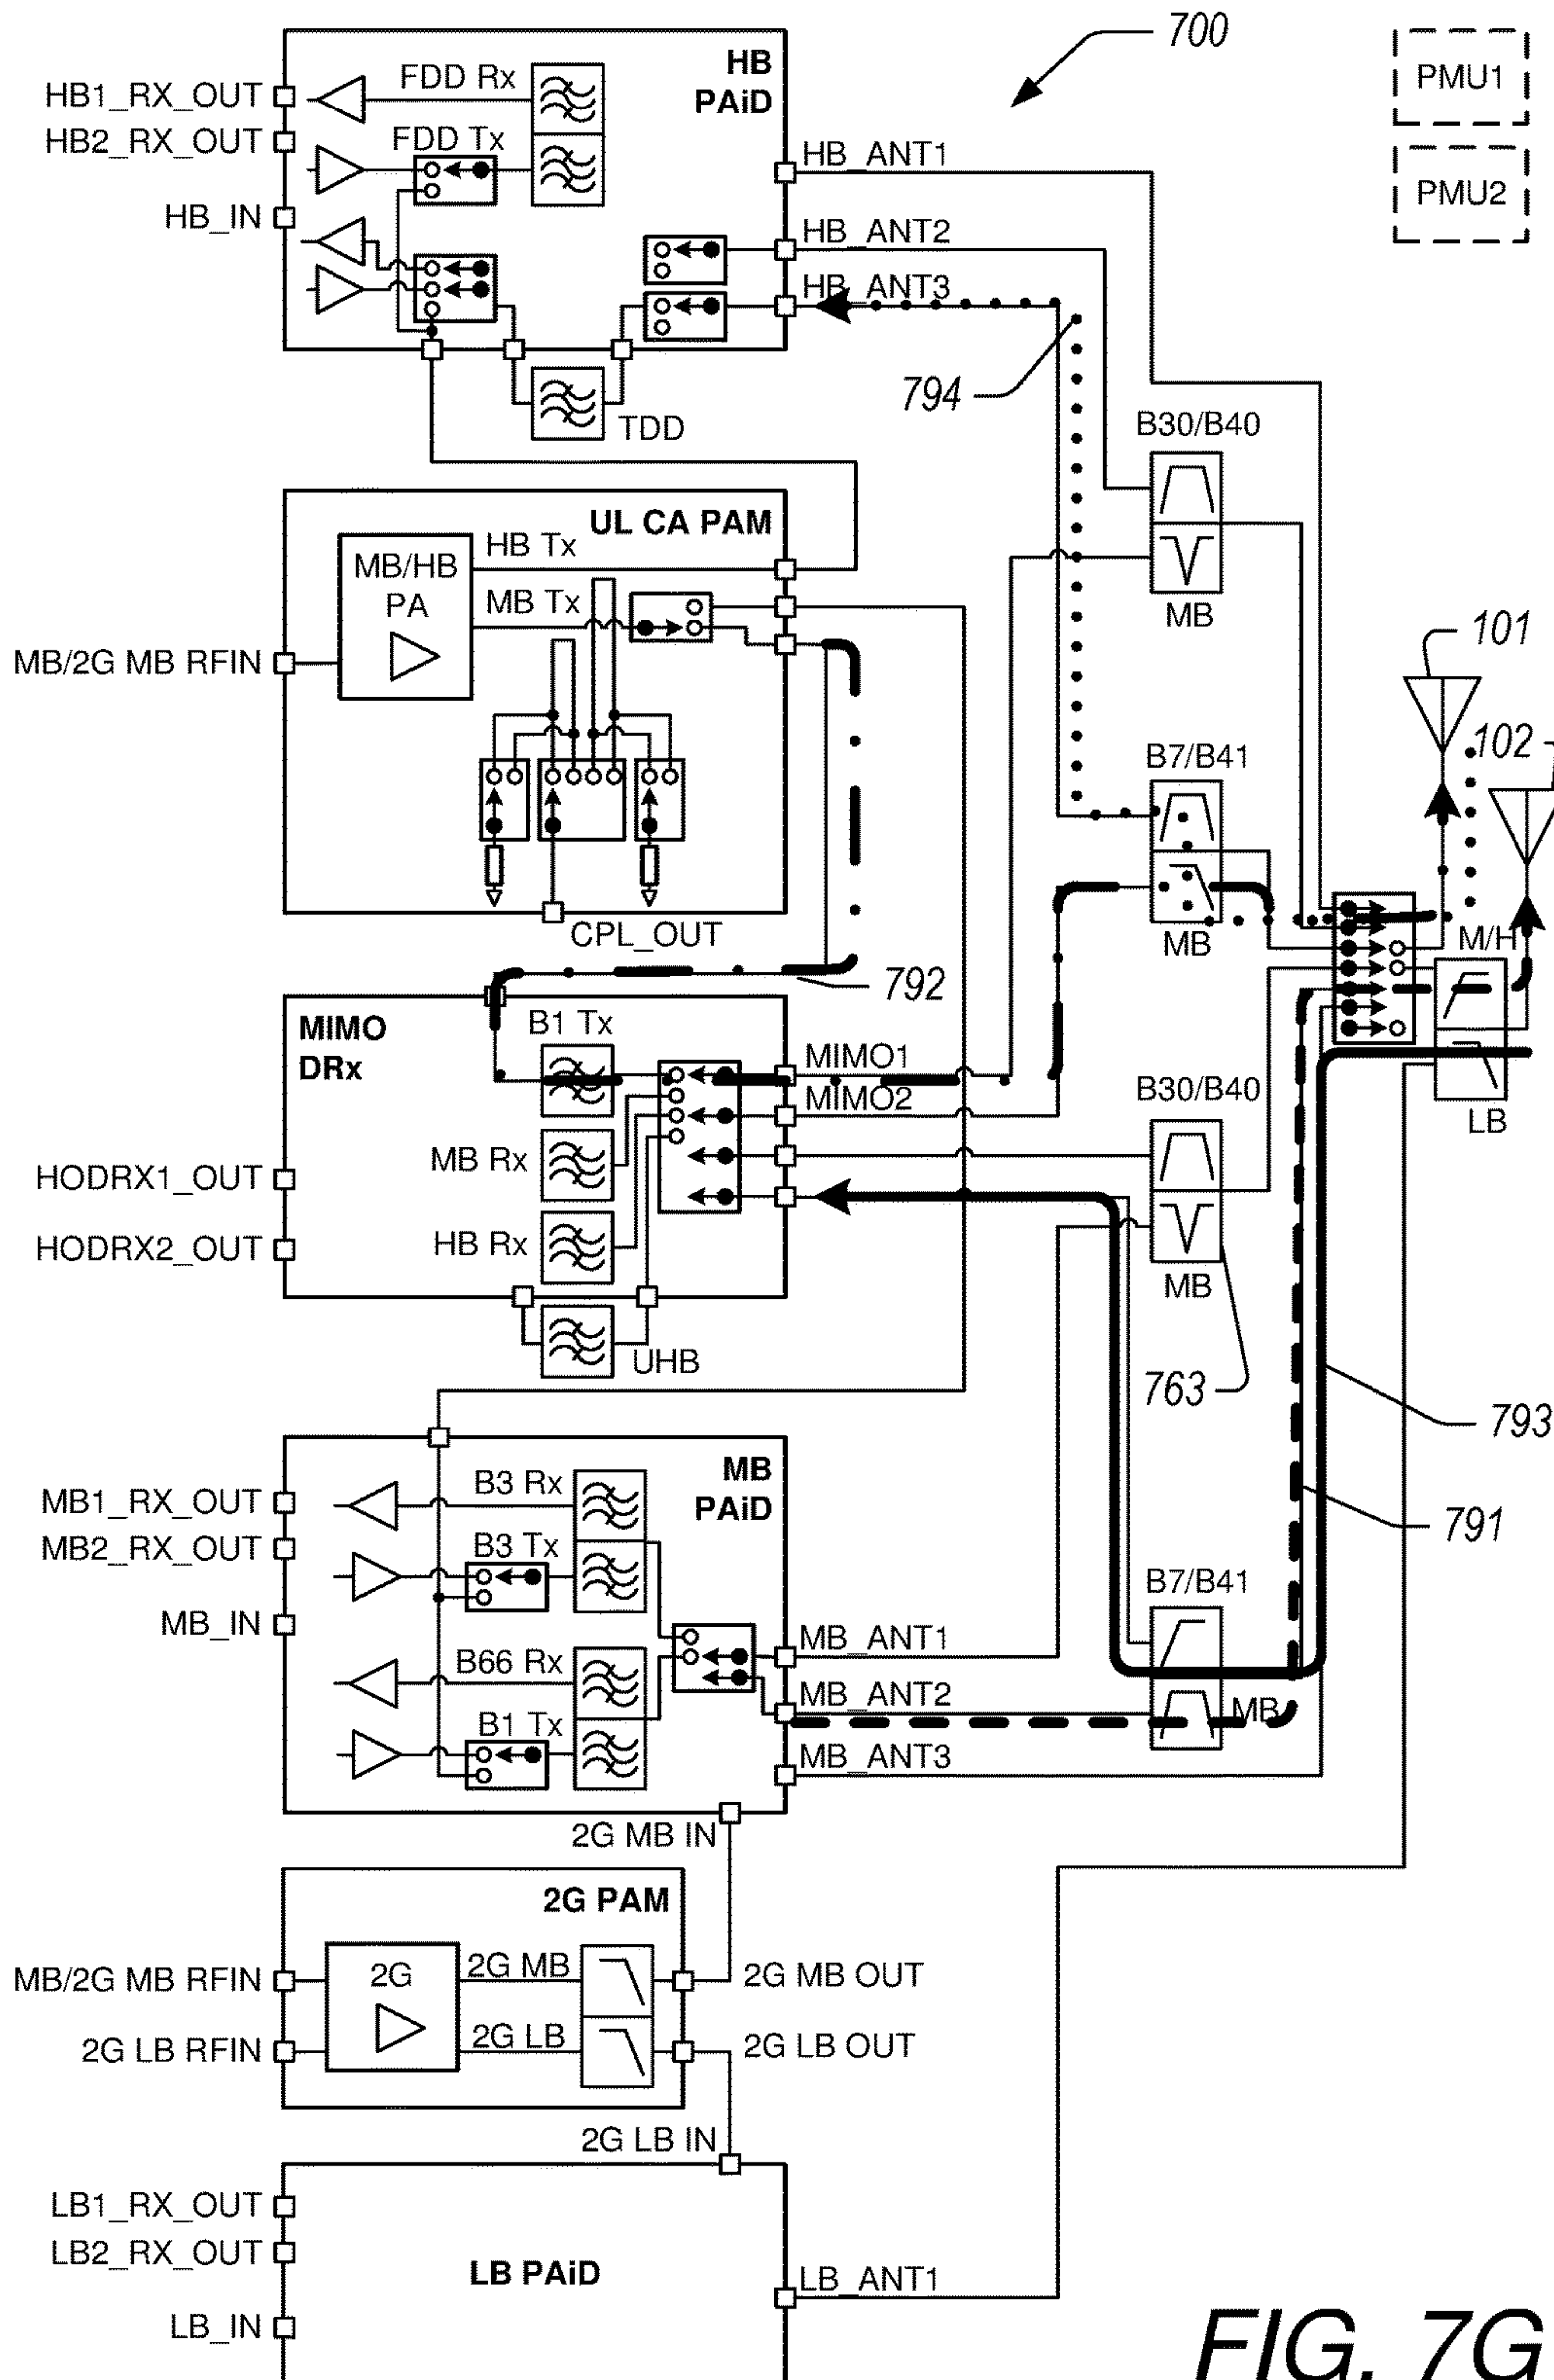 700
PMU1
PMU2
HB
PAiD
FDD Rx
FDD Tx
HB1_RX_OUT
HB2_RX_OUT
HB_IN
HB_ANT1
HB_ANT2
HB_ANT3
794
TDD
B30/B40
MB
UL CA PAM
MB/HB
PA
HB Tx
MB Tx
MB/2G MB RFIN
CPL_OUT
101
102
B7/B41
MB
M/H
LB
792
MIMO
DRx
B1 Tx
MIMO1
MIMO2
MB Rx
HB Rx
HODRX1_OUT
HODRX2_OUT
UHB
B30/B40
MB
763
793
791
MB
PAiD
B3 Rx
B3 Tx
B66 Rx
B1 Tx
MB1_RX_OUT
MB2_RX_OUT
MB_IN
MB_ANT1
MB_ANT2
MB_ANT3
B7/B41
MB
2G MB IN
2G PAM
2G
2G MB
2G LB
MB/2G MB RFIN
2G LB RFIN
2G MB OUT
2G LB OUT
2G LB IN
LB1_RX_OUT
LB2_RX_OUT
LB_IN
LB PAiD
LB_ANT1
FIG. 7G